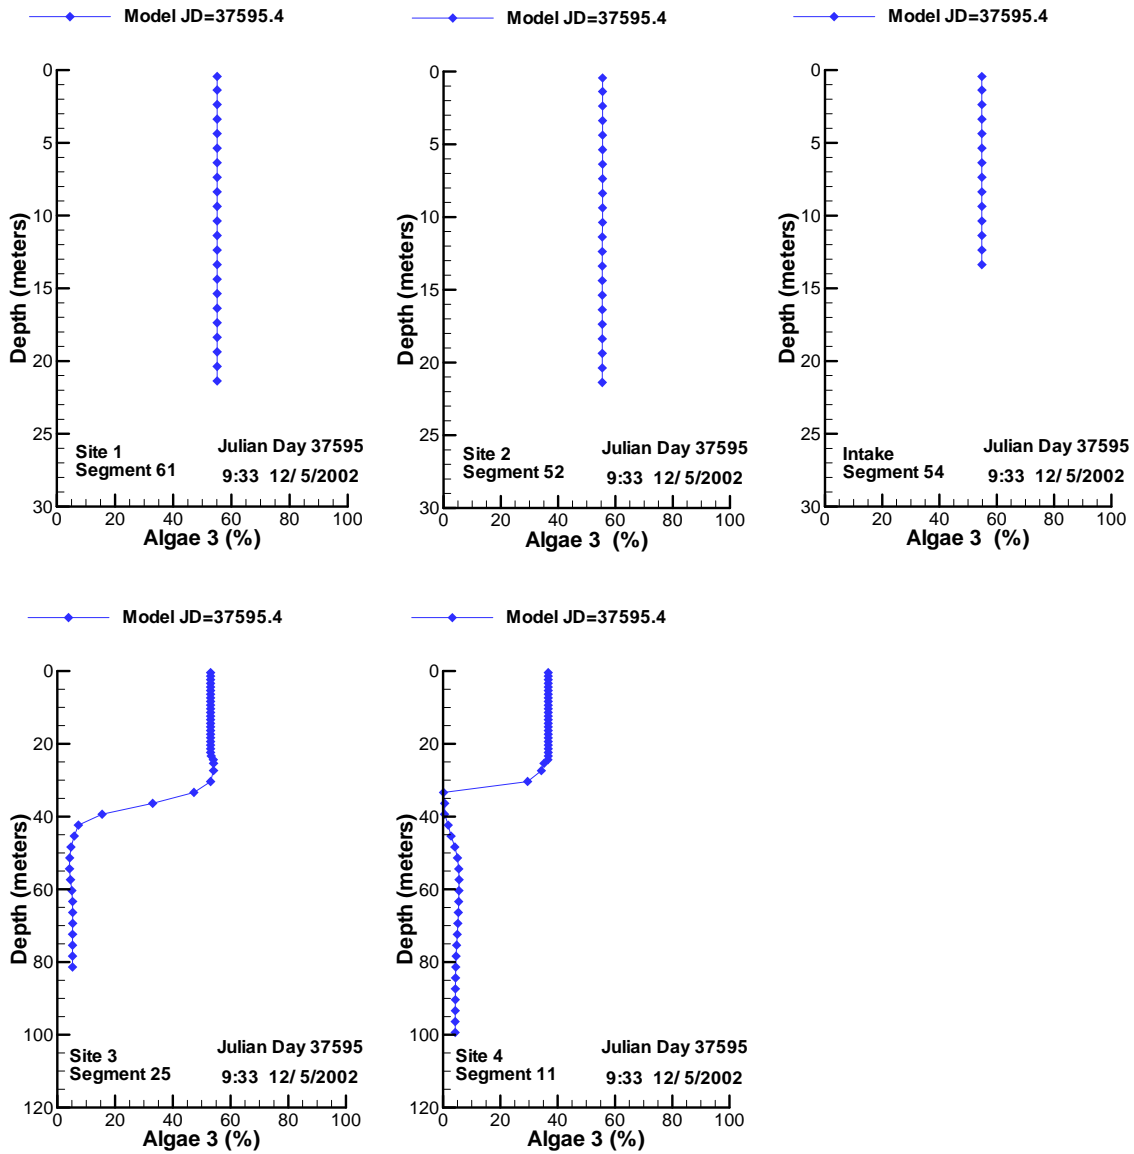 Model JD=37595.4
Model JD=37595.4
Model JD=37595.4
0
5
10
15
20
25
30
Depth (meters)
Site 1
Segment 61
Julian Day 37595
9:33 12/ 5/2002
0 20 40 60 80 100
Algae 3 (%)
0
5
10
15
20
25
30
Depth (meters)
Site 2
Segment 52
Julian Day 37595
9:33 12/ 5/2002
0 20 40 60 80 100
Algae 3 (%)
0
5
10
15
20
25
30
Depth (meters)
Intake
Segment 54
Julian Day 37595
9:33 12/ 5/2002
0 20 40 60 80 100
Algae 3 (%)
Model JD=37595.4
Model JD=37595.4
0
20
40
60
80
100
120
Depth (meters)
Site 3
Segment 25
Julian Day 37595
9:33 12/ 5/2002
0 20 40 60 80 100
Algae 3 (%)
0
20
40
60
80
100
120
Depth (meters)
Site 4
Segment 11
Julian Day 37595
9:33 12/ 5/2002
0 20 40 60 80 100
Algae 3 (%)